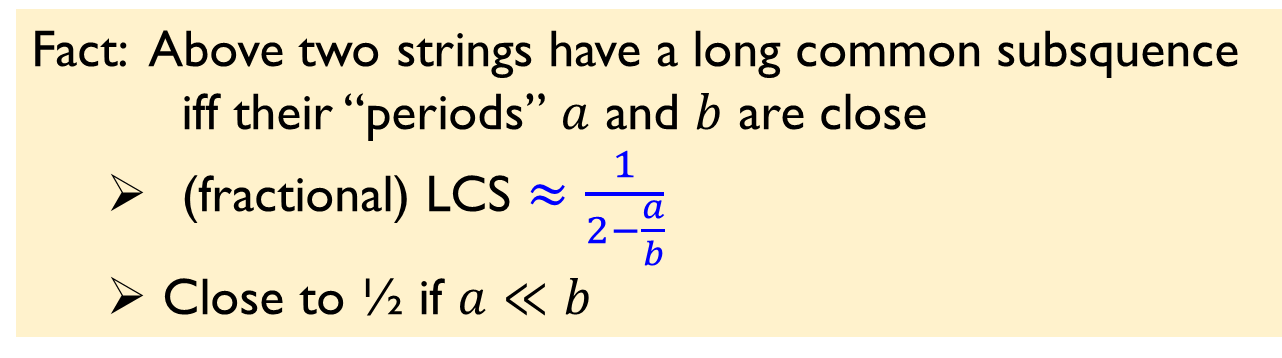 Fact: Above two strings have a long common subsquence
iff their “periods” a and b are close
➢ (fractional) LCS ≈ 1/(2−a/b)
➢ Close to ½ if a ≪ b